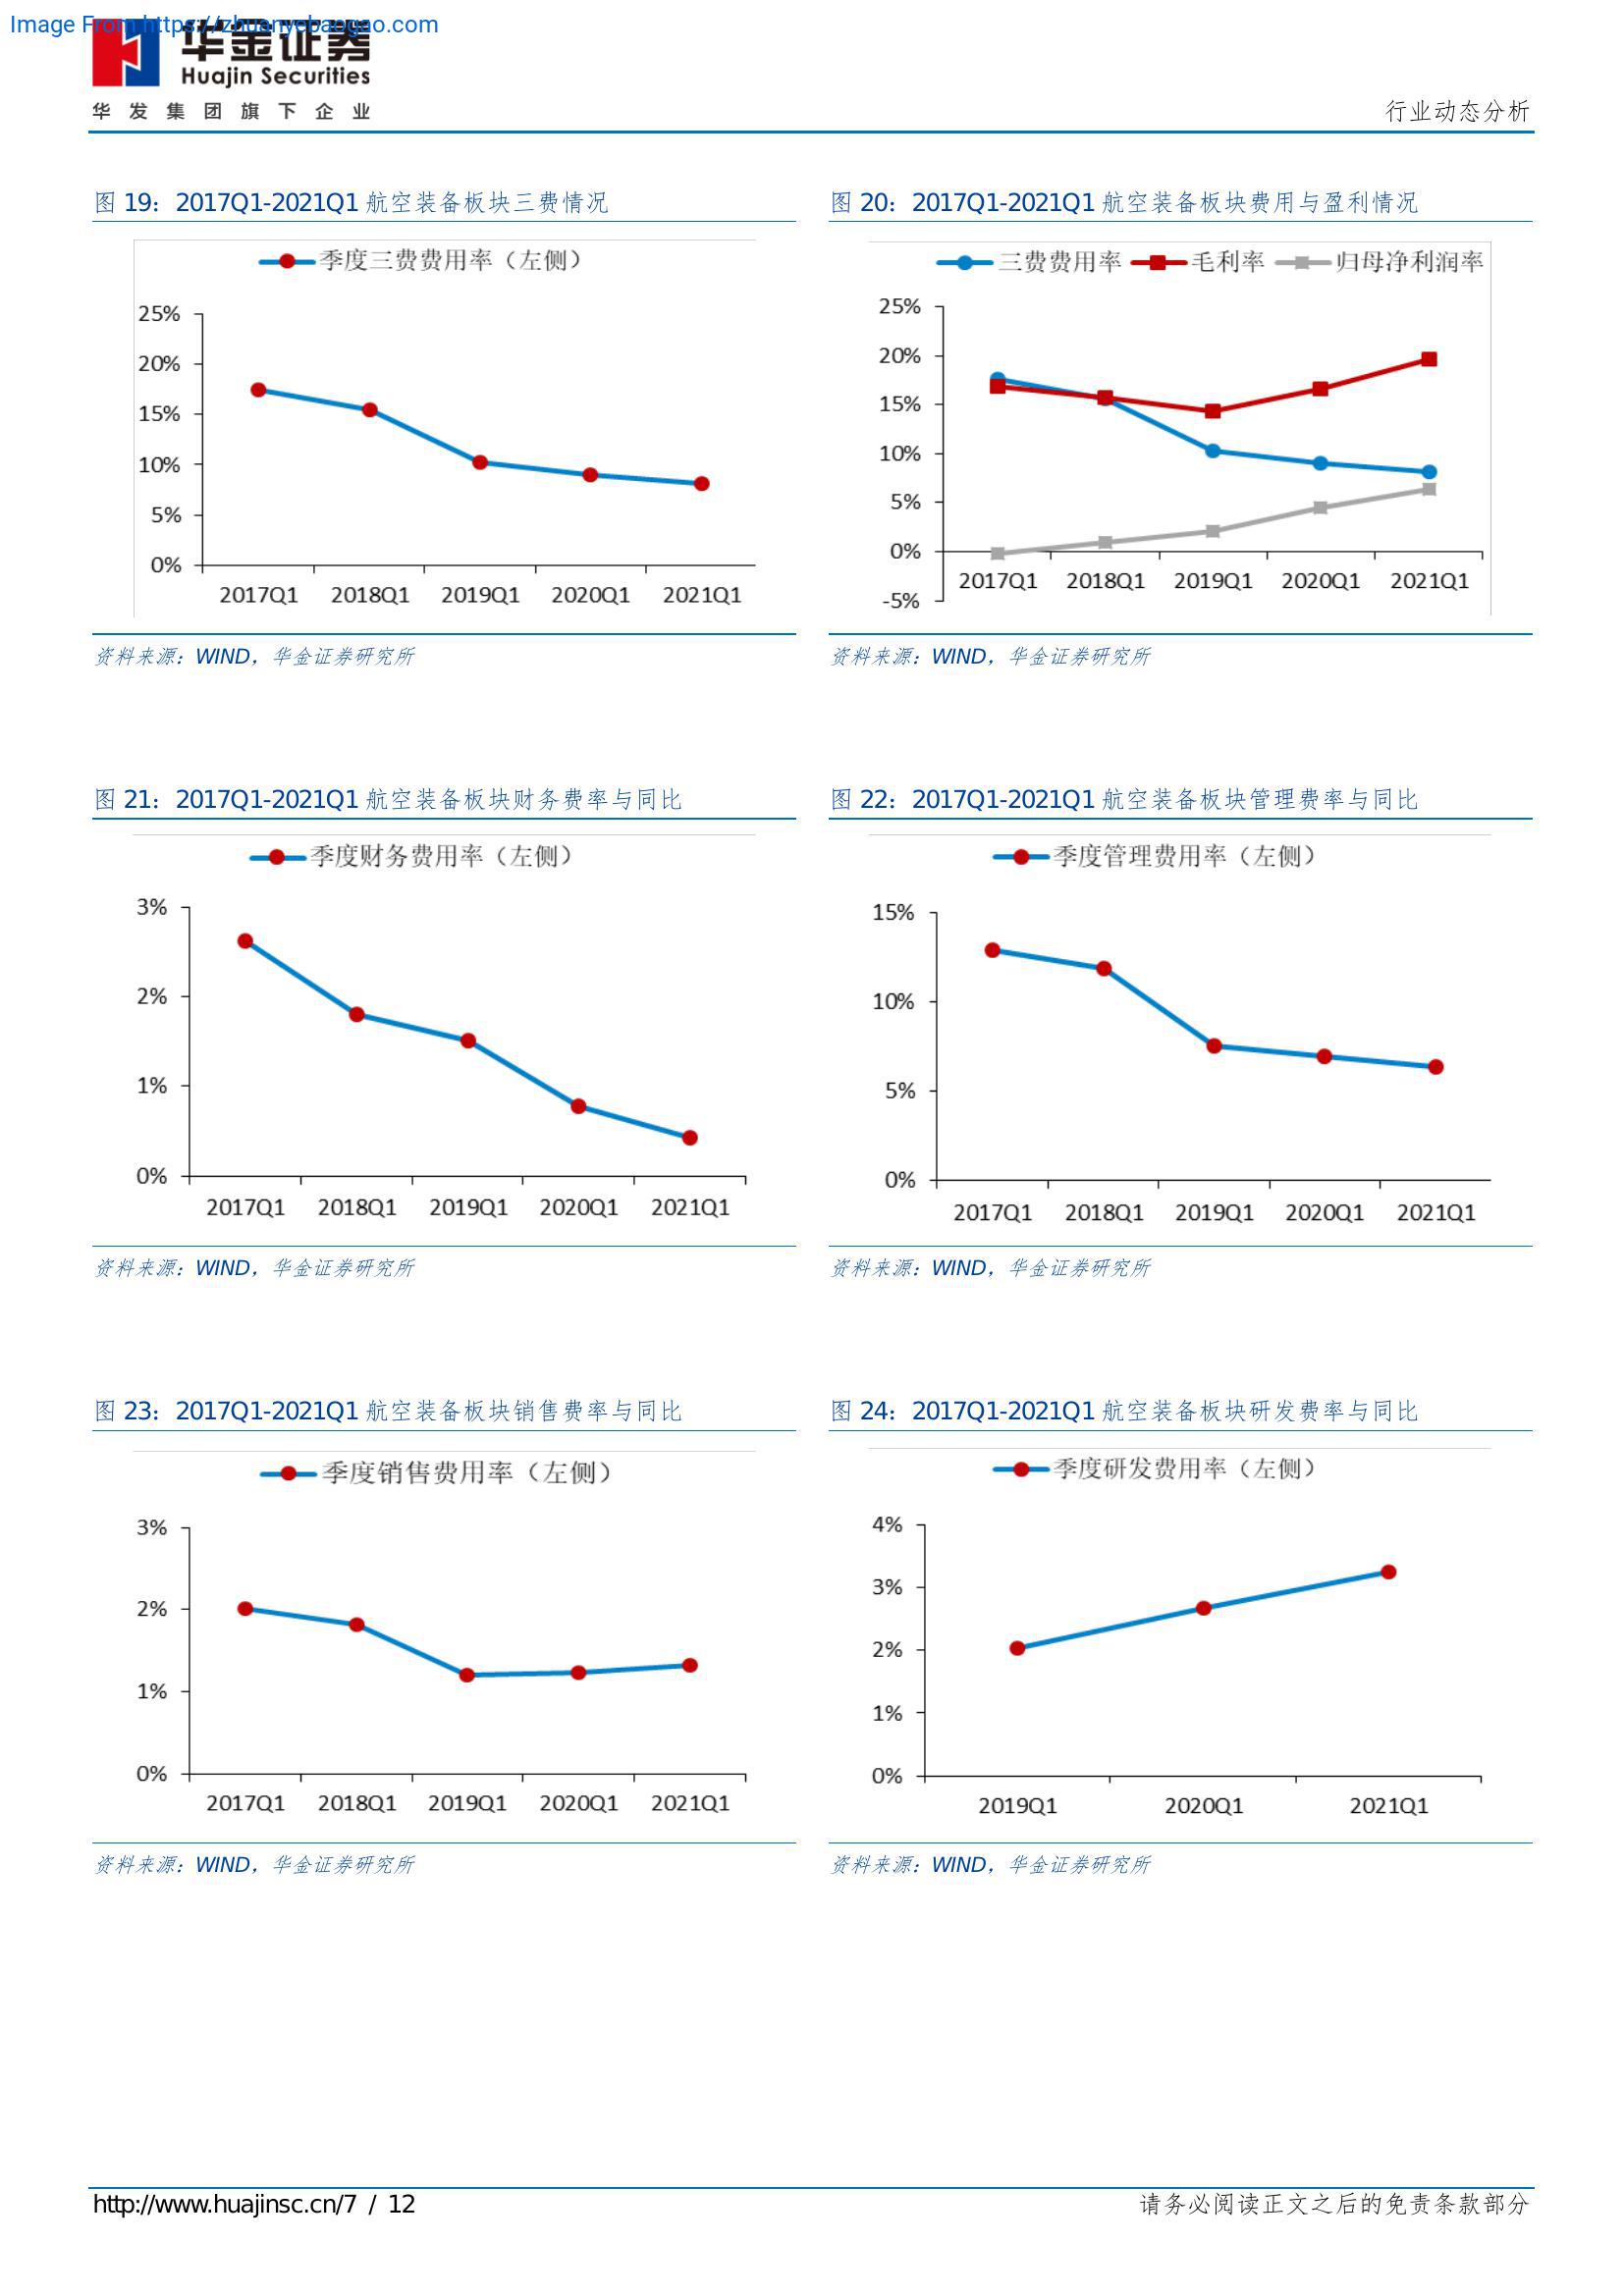 Image From https://zhuanyebaogao.com
华金证券
Huajin Securities
华发集团旗下企业
行业动态分析
图 19：2017Q1-2021Q1 航空装备板块三费情况
季度三费费用率（左侧）
25%
20%
15%
10%
5%
0%
2017Q1 2018Q1 2019Q1 2020Q1 2021Q1
资料来源：WIND，华金证券研究所
图 20：2017Q1-2021Q1 航空装备板块费用与盈利情况
三费费用率 毛利率 归母净利润率
25%
20%
15%
10%
5%
0%
2017Q1 2018Q1 2019Q1 2020Q1 2021Q1
-5%
资料来源：WIND，华金证券研究所
图 21：2017Q1-2021Q1 航空装备板块财务费率与同比
季度财务费用率（左侧）
3%
2%
1%
0%
2017Q1 2018Q1 2019Q1 2020Q1 2021Q1
资料来源：WIND，华金证券研究所
图 22：2017Q1-2021Q1 航空装备板块管理费率与同比
季度管理费用率（左侧）
15%
10%
5%
0%
2017Q1 2018Q1 2019Q1 2020Q1 2021Q1
资料来源：WIND，华金证券研究所
图 23：2017Q1-2021Q1 航空装备板块销售费率与同比
季度销售费用率（左侧）
3%
2%
1%
0%
2017Q1 2018Q1 2019Q1 2020Q1 2021Q1
资料来源：WIND，华金证券研究所
图 24：2017Q1-2021Q1 航空装备板块研发费率与同比
季度研发费用率（左侧）
4%
3%
2%
1%
0%
2019Q1 2020Q1 2021Q1
资料来源：WIND，华金证券研究所
http://www.huajinsc.cn/7 / 12
请务必阅读正文之后的免责条款部分